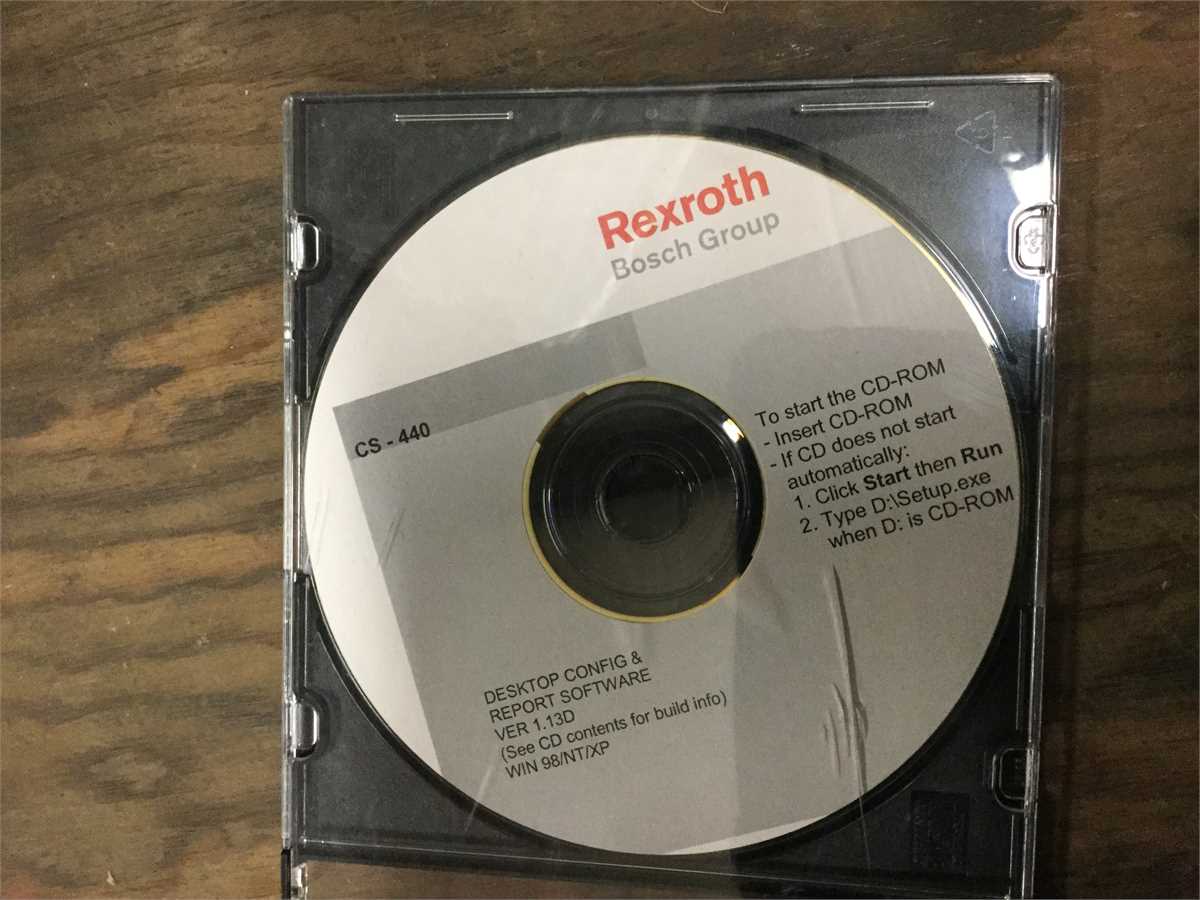 Rexroth
Bosch Group
CS - 440
To start the CD-ROM
- Insert CD-ROM
- If CD does not start
automatically:
1. Click Start then Run
2. Type D:\Setup.exe
when D: is CD-ROM
DESKTOP CONFIG &
REPORT SOFTWARE
VER 1.13D
(See CD contents for build info)
WIN 98/NT/XP